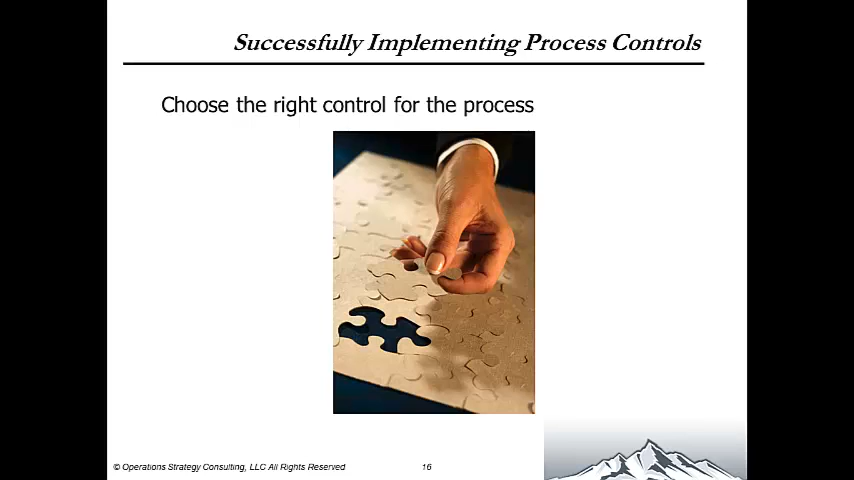 Successfully Implementing Process Controls
Choose the right control for the process
© Operations Strategy Consulting, LLC All Rights Reserved
16